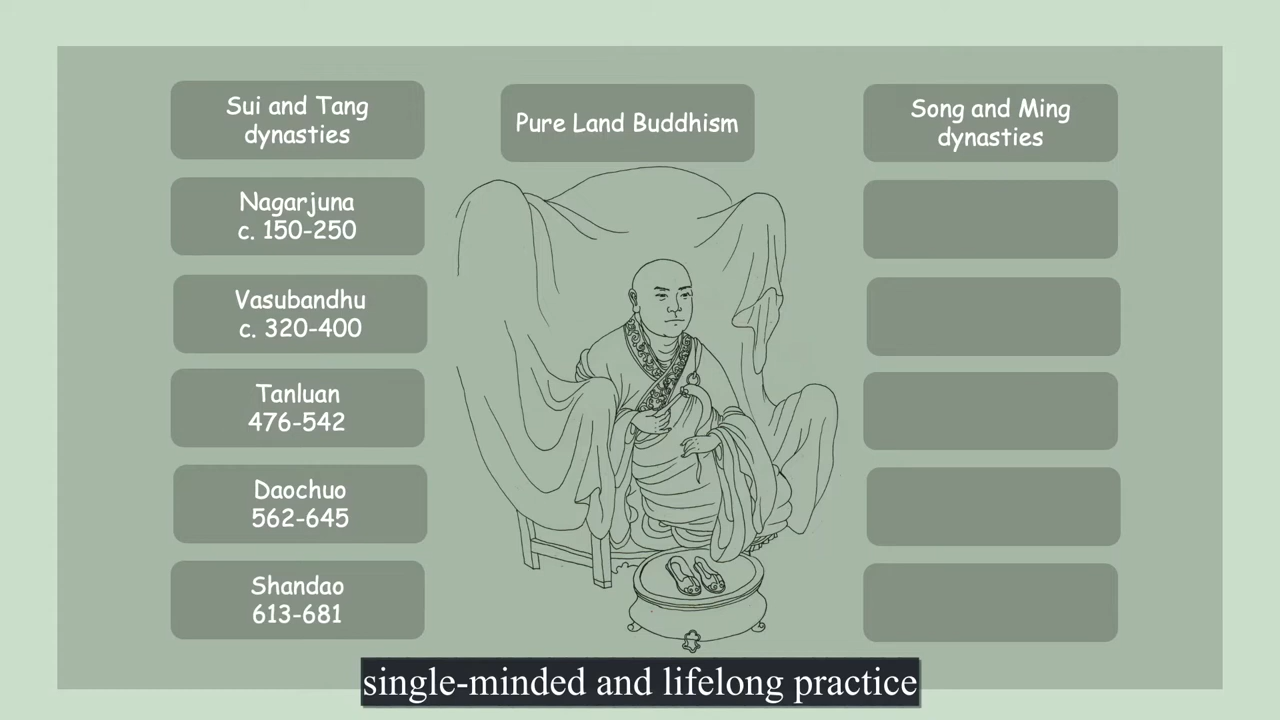 Sui and Tang
dynasties
Nagarjuna
c. 150-250
Vasubandhu
c. 320-400
Tanluan
476-542
Daochuo
562-645
Shandao
613-681
Pure Land Buddhism
Song and Ming
dynasties
single-minded and lifelong practice